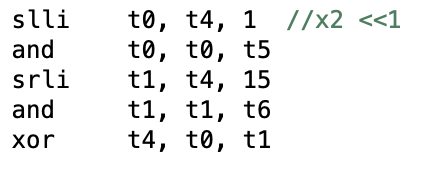 slli    t0, t4, 1  //x2 <<1
and     t0, t0, t5
srli    t1, t4, 15
and     t1, t1, t6
xor     t4, t0, t1